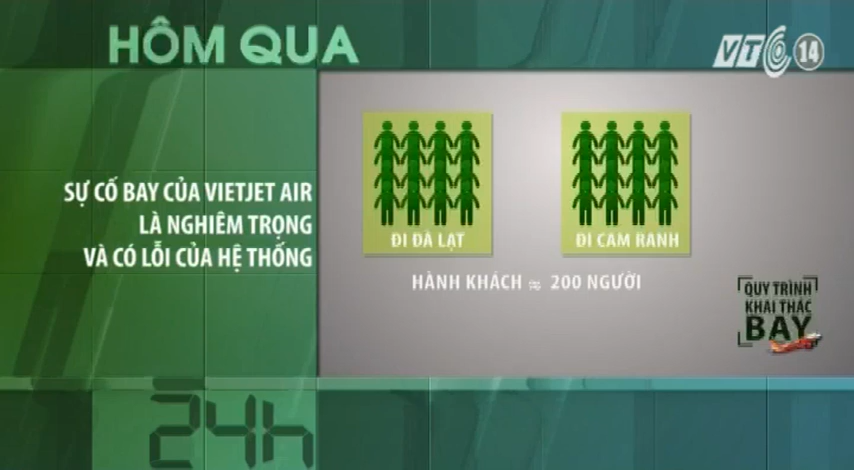 HÔM QUA
VTC 14
SỰ CỐ BAY CỦA VIETJET AIR
LÀ NGHIÊM TRỌNG
VÀ CÓ LỖI CỦA HỆ THỐNG
ĐI ĐÀ LẠT
ĐI CAM RANH
HÀNH KHÁCH ≈ 200 NGƯỜI
QUY TRÌNH
KHAI THÁC
BAY
24h